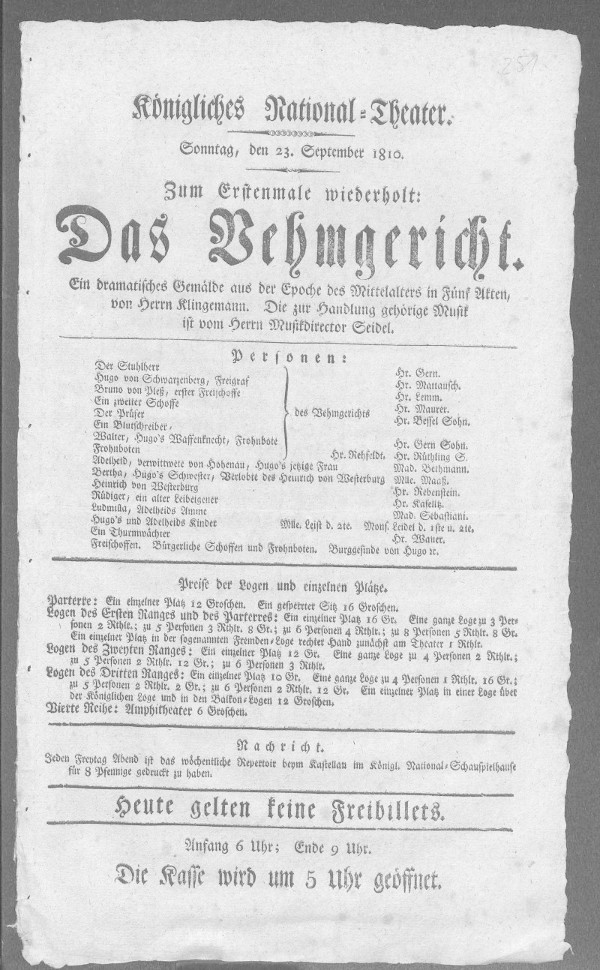 Königliches National-Theater.
Sonntag, den 23. September 1810.
Zum Erstenmale wiederholt:
Das Vehmgericht.
Ein dramatisches Gemälde aus der Epoche des Mittelalters in Fünf Akten,
von Herrn Klingemann. Die zur Handlung gehörige Musik
ist vom Herrn Musikdirector Seidel.
Personen:
Der Stuhlherr
Hugo von Schwarzenberg, Freigraf Hr. Gern.
Bruno von Pleß, erster Freischoffe Hr. Mattausch.
Ein zweiter Schoffe Hr. Lemm.
Der Prüfer des Vehmgerichts Hr. Maurer.
Ein Blutschreiber, Hr. Bessel Sohn.
Walter, Hugo's Waffenknecht, Frohnbote Hr. Gern Sohn.
Frohnboten Hr. Rehfeldt. Hr. Rüthling S.
Adelheid, verwittwete von Hohenau, Hugo's jetzige Frau Mad. Bethmann.
Bertha, Hugo's Schwester, Verlobte des Heinrich von Westerburg Mlle. Maaß.
Heinrich von Westerburg Hr. Rebenstein.
Rüdiger, ein alter Leibeigener Hr. Kaselitz.
Ludmilla, Adelheids Amme Mad. Sebastiani.
Hugo's und Adelheids Kinder Mlle. Leist d. 2te. Mons. Leidel d. 1ste u. 2te.
Ein Thurmwächter Hr. Wauer.
Freischoffen. Bürgerliche Schoffen und Frohnboten. Burggesinde von Hugo ꝛc.
Preise der Logen und einzelnen Plätze.
Parterre: Ein einzelner Platz 12 Groschen. Ein gesperrter Sitz 16 Groschen.
Logen des Ersten Ranges und des Parterres: Ein einzelner Platz 16 Gr. Eine ganze Loge zu 3 Per-
sonen 2 Rthlr.; zu 5 Personen 3 Rthlr. 8 Gr.; zu 6 Personen 4 Rthlr.; zu 8 Personen 5 Rthlr. 8 Gr.
Ein einzelner Platz in der sogenannten Fremden-Loge rechter Hand zunächst am Theater 1 Rthlr.
Logen des Zweyten Ranges: Ein einzelner Platz 12 Gr. Eine ganze Loge zu 4 Personen 2 Rthlr.;
zu 5 Personen 2 Rthlr. 12 Gr.; zu 6 Personen 3 Rthlr.
Logen des Dritten Ranges: Ein einzelner Platz 10 Gr. Eine ganze Loge zu 4 Personen 1 Rthlr. 16 Gr.;
zu 5 Personen 2 Rthlr. 2 Gr.; zu 6 Personen 2 Rthlr. 12 Gr. Ein einzelner Platz in einer Loge über
der Königlichen Loge und in den Balkon-Logen 12 Groschen.
Vierte Reihe: Amphitheater 6 Groschen.
Nachricht.
Jeden Freytag Abend ist das wöchentliche Repertoir beym Kastellan im Königl. National-Schauspielhause
für 8 Pfennige gedruckt zu haben.
Heute gelten keine Freibillets.
Anfang 6 Uhr; Ende 9 Uhr.
Die Kasse wird um 5 Uhr geöffnet.